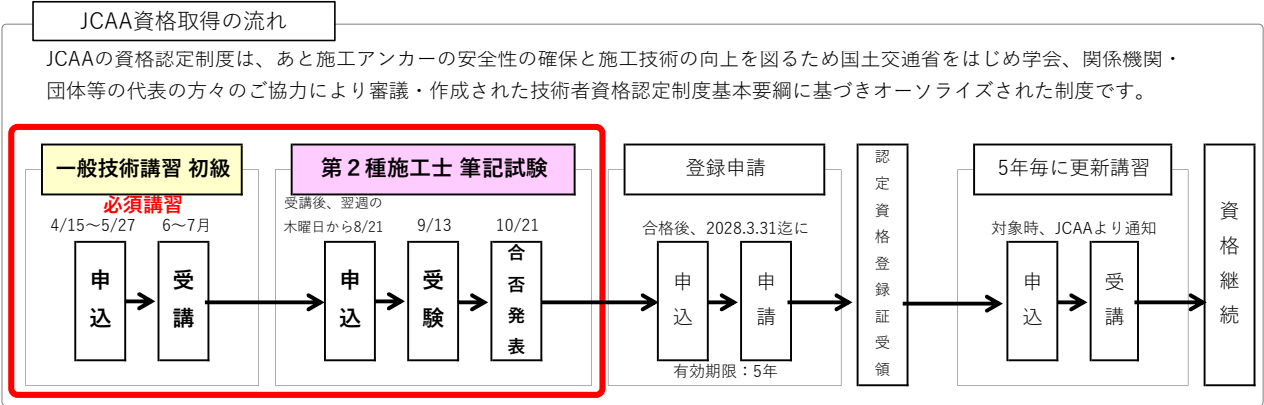 JCAA資格取得の流れ
JCAAの資格認定制度は、あと施工アンカーの安全性の確保と施工技術の向上を図るため国土交通省をはじめ学会、関係機関・
団体等の代表の方々のご協力により審議・作成された技術者資格認定制度基本要綱に基づきオーソライズされた制度です。
一般技術講習 初級
必須講習
4/15～5/27
6～7月
申込
受講
第２種施工士 筆記試験
受講後、翌週の
木曜日から8/21
9/13
10/21
申込
受験
合否発表
登録申請
合格後、2028.3.31迄に
申込
申請
有効期限：5年
認定資格登録証受領
5年毎に更新講習
対象時、JCAAより通知
申込
受講
資格継続